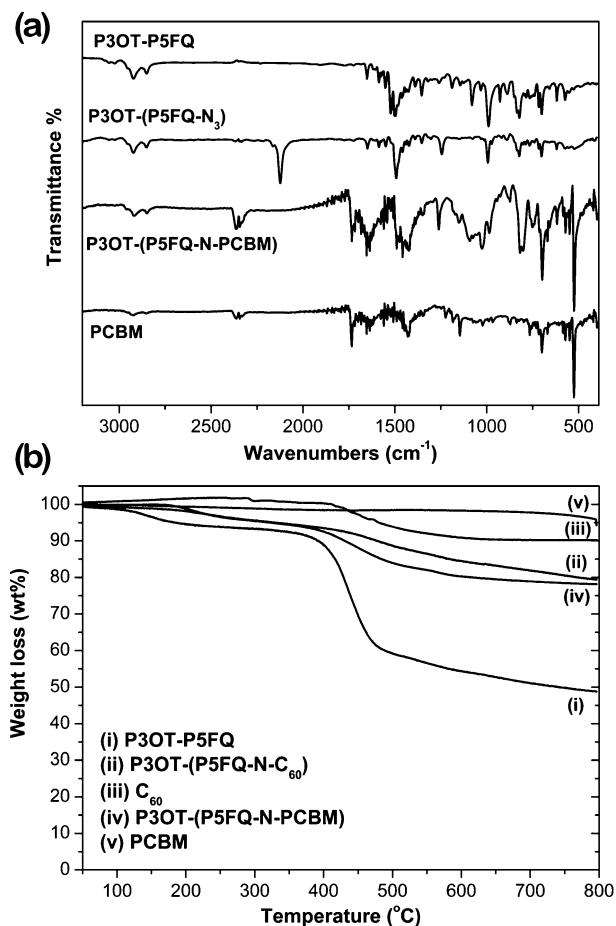 (a)
P3OT-P5FQ
P3OT-(P5FQ-N₃)
P3OT-(P5FQ-N-PCBM)
PCBM
Transmittance %
3000 2500 2000 1500 1000 500
Wavenumbers (cm⁻¹)
(b)
100
90
80
70
60
50
40
30
20
10
0
Weight loss (wt%)
(v)
(iii)
(ii)
(iv)
(i)
(i) P3OT-P5FQ
(ii) P3OT-(P5FQ-N-C₆₀)
(iii) C₆₀
(iv) P3OT-(P5FQ-N-PCBM)
(v) PCBM
100 200 300 400 500 600 700 800
Temperature (°C)